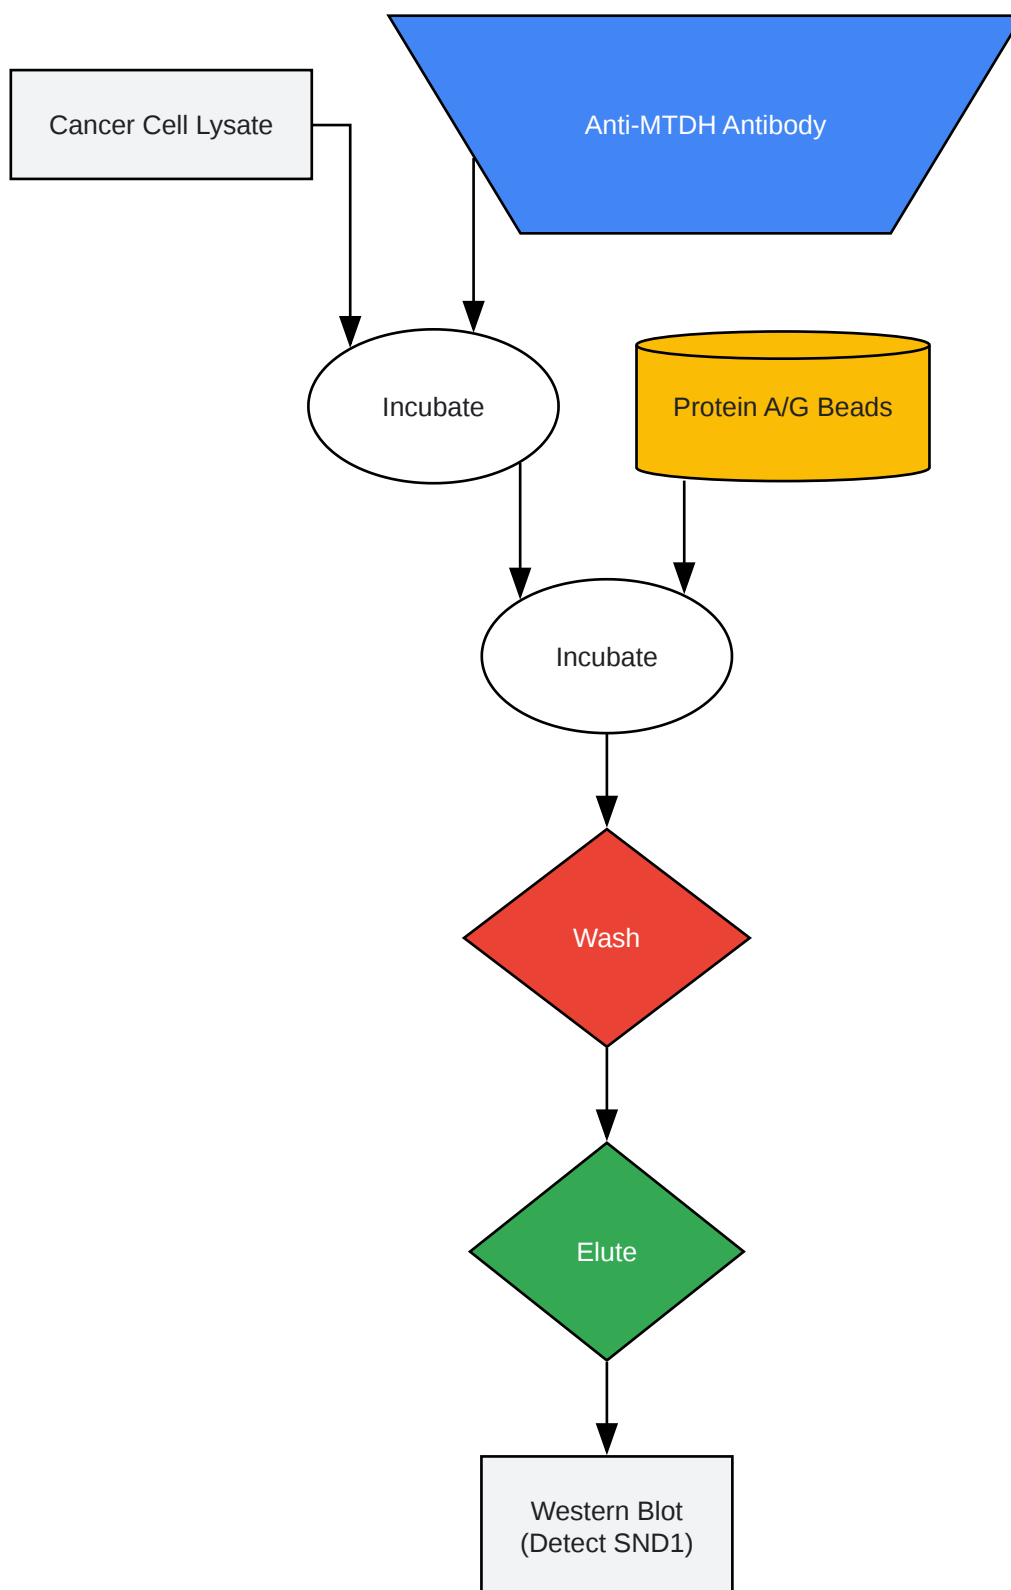 Cancer Cell Lysate
Anti-MTDH Antibody
Incubate
Protein A/G Beads
Incubate
Wash
Elute
Western Blot
(Detect SND1)